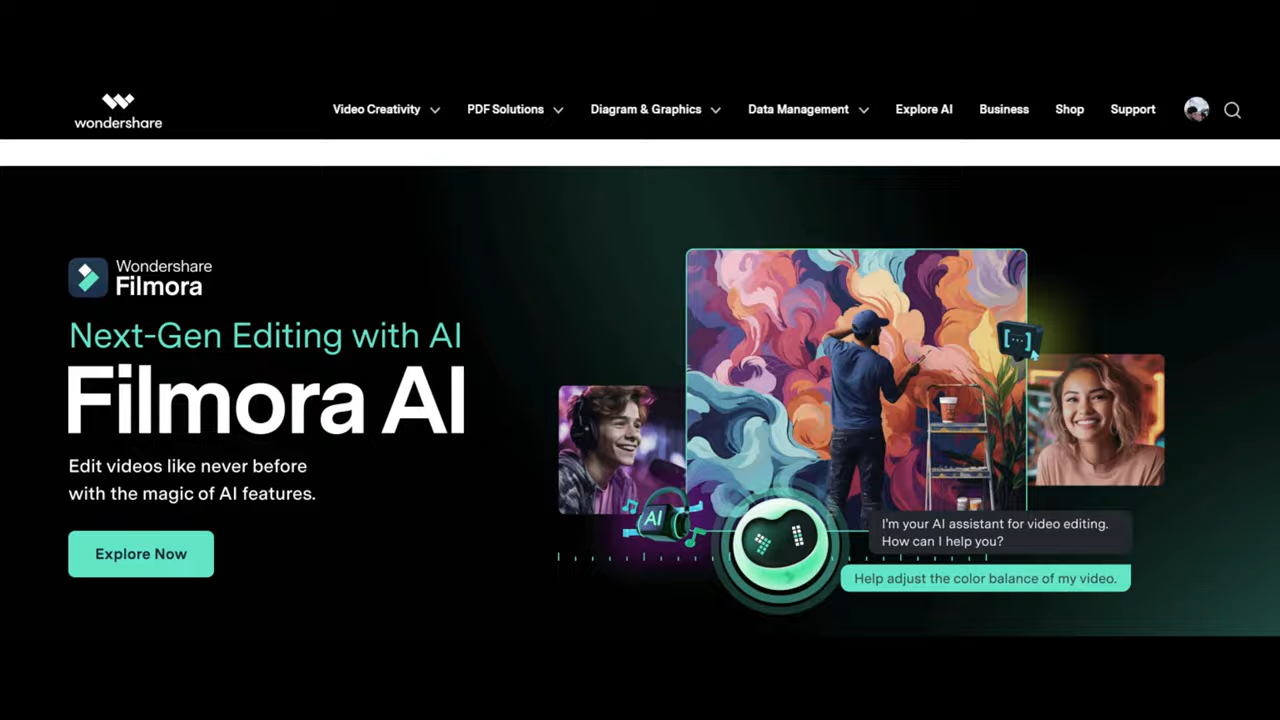 wondershare
Video Creativity
PDF Solutions
Diagram & Graphics
Data Management
Explore AI
Business
Shop
Support
Wondershare
Filmora
Next-Gen Editing with AI
Filmora AI
Edit videos like never before
with the magic of AI features.
Explore Now
AI
I'm your AI assistant for video editing.
How can I help you?
Help adjust the color balance of my video.